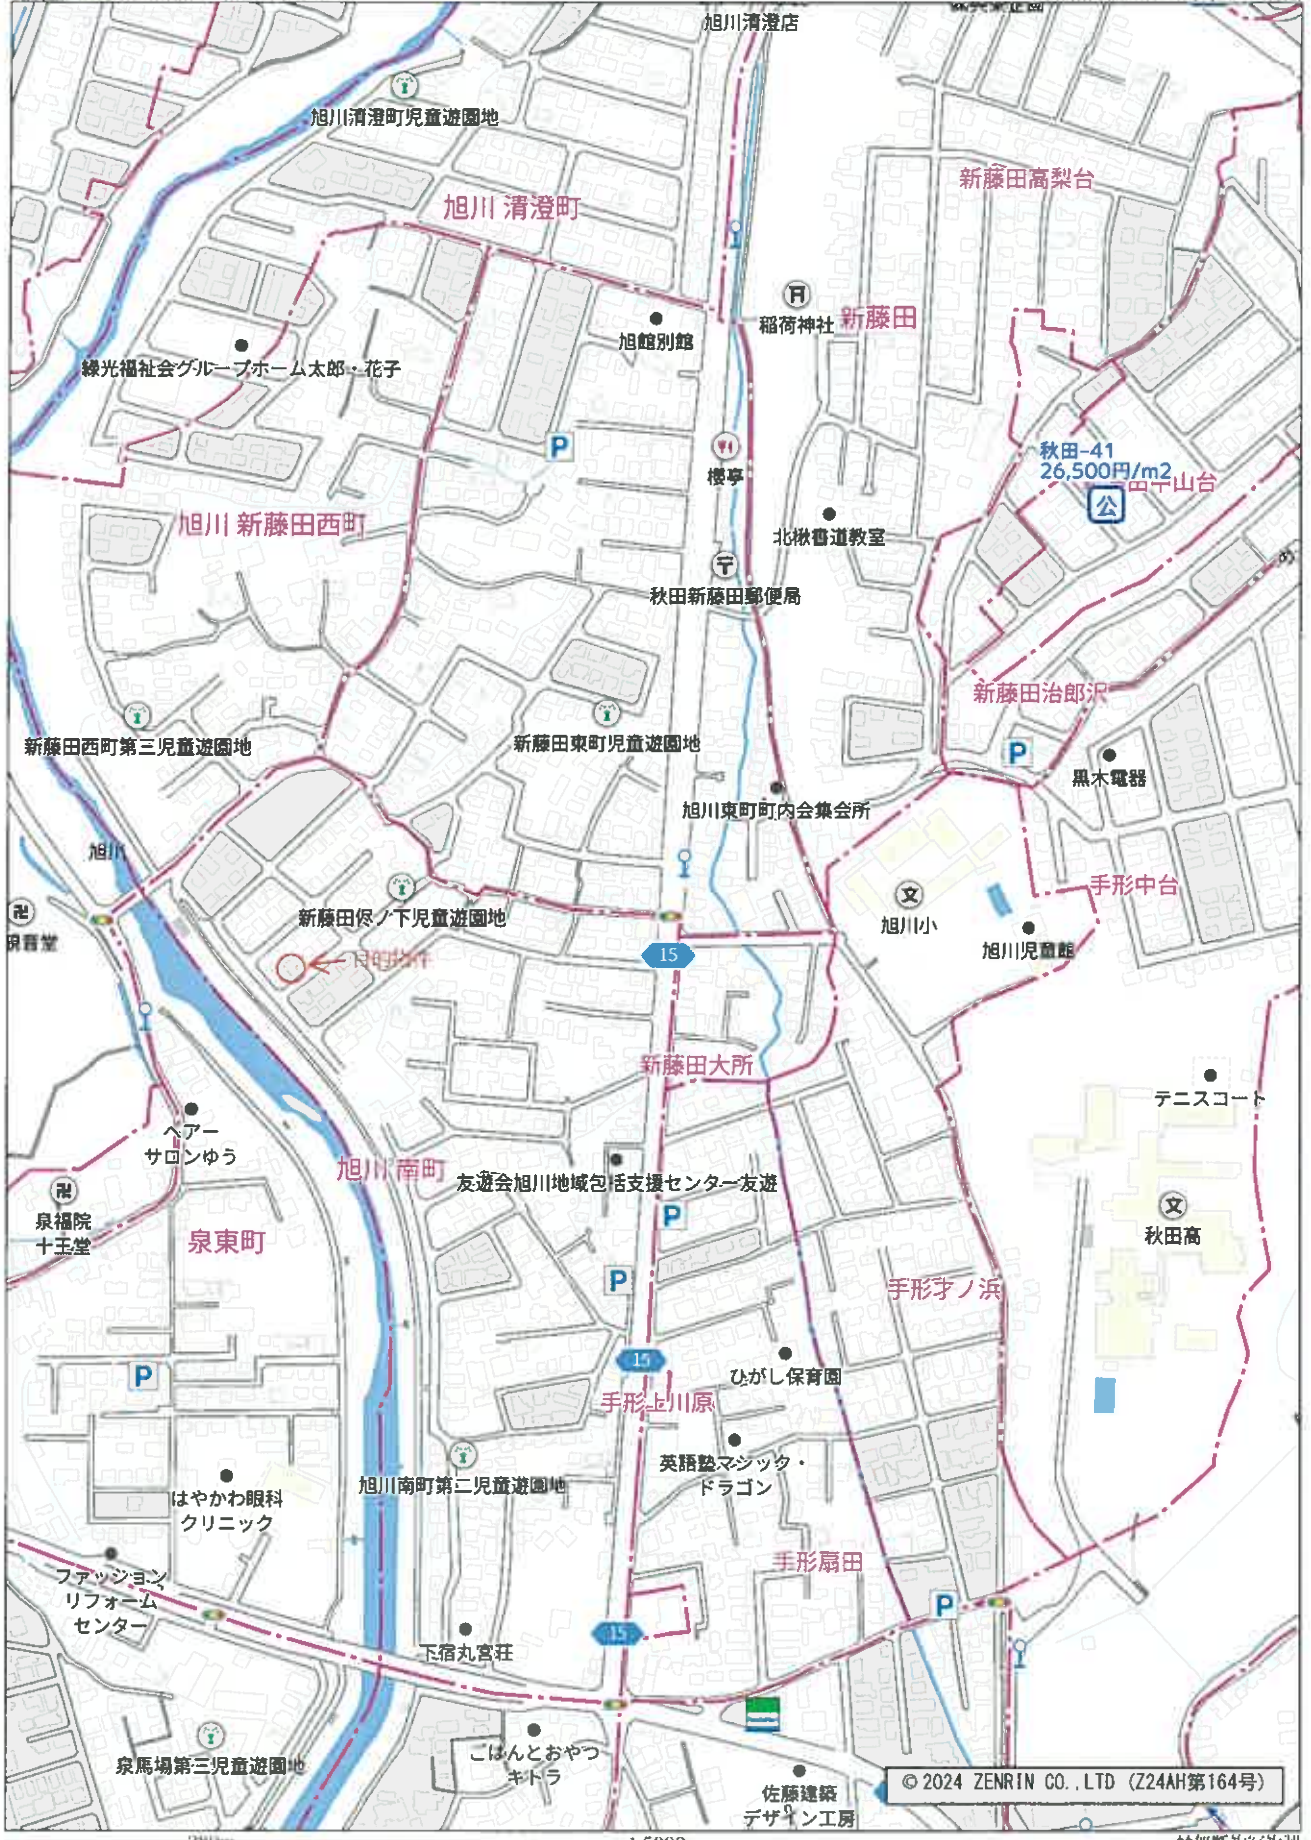 旭川清澄店
旭川清澄町児童遊園地
新藤田高梨台
旭川 清澄町
稲荷神社
新藤田
旭館別館
緑光福祉会グループホーム太郎・花子
P
秋田-41
26,500円/m2
山台
公
櫻亭
旭川 新藤田西町
北楸書道教室
秋田新藤田郵便局
新藤田治郎沢
新藤田西町第三児童遊園地
新藤田東町児童遊園地
P
黒木電器
旭川東町町内会集会所
旭川
手形中台
文
旭川小
新藤田侭ノ下児童遊園地
旭川児童館
目的物件
15
新藤田大所
テニスコート
ヘアー
サロンゆう
旭川 南町
友遊会旭川地域包括支援センター友遊
泉福院
十王堂
泉東町
P
文
秋田高
P
手形才ノ浜
15
ひがし保育園
P
手形上川原
英語塾マジック・
ドラゴン
旭川南町第二児童遊園地
はやかわ眼科
クリニック
手形扇田
ファッション
リフォーム
センター
P
15
下宿丸宮荘
泉馬場第三児童遊園地
ごはんとおやつ
キトラ
佐藤建築
デザイン工房
© 2024 ZENRIN CO.,LTD (Z24AH第164号)